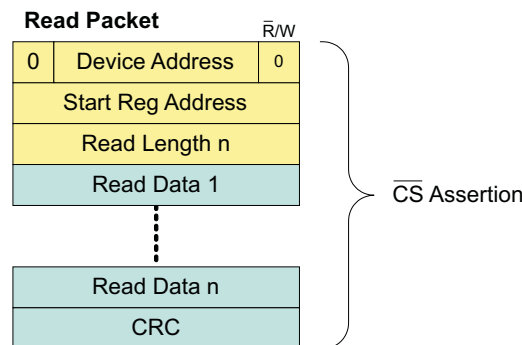 Read Packet
R̅/W
0 Device Address 0
Start Reg Address
Read Length n
Read Data 1
C̅S̅ Assertion
Read Data n
CRC